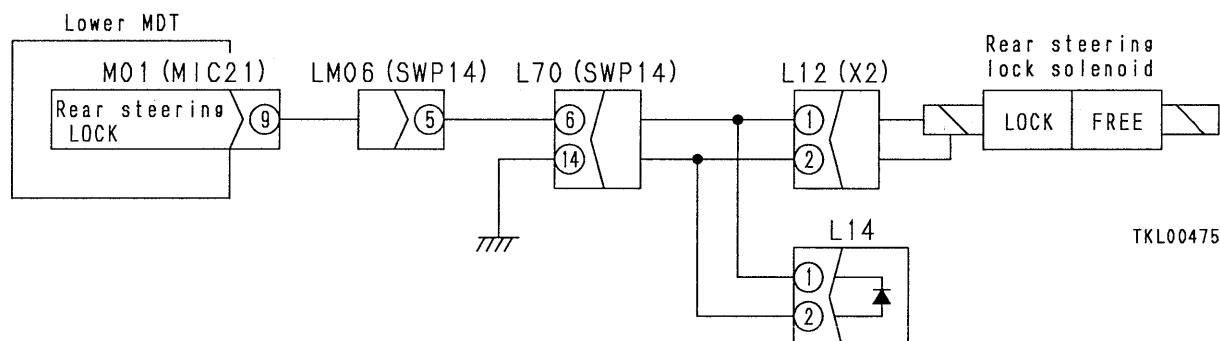 Lower MDT
M01 (MIC21)
Rear steering
LOCK
9
LM06 (SWP14)
5
L70 (SWP14)
6
14
L12 (X2)
1
2
Rear steering
lock solenoid
LOCK
FREE
L14
1
2
TKL00475